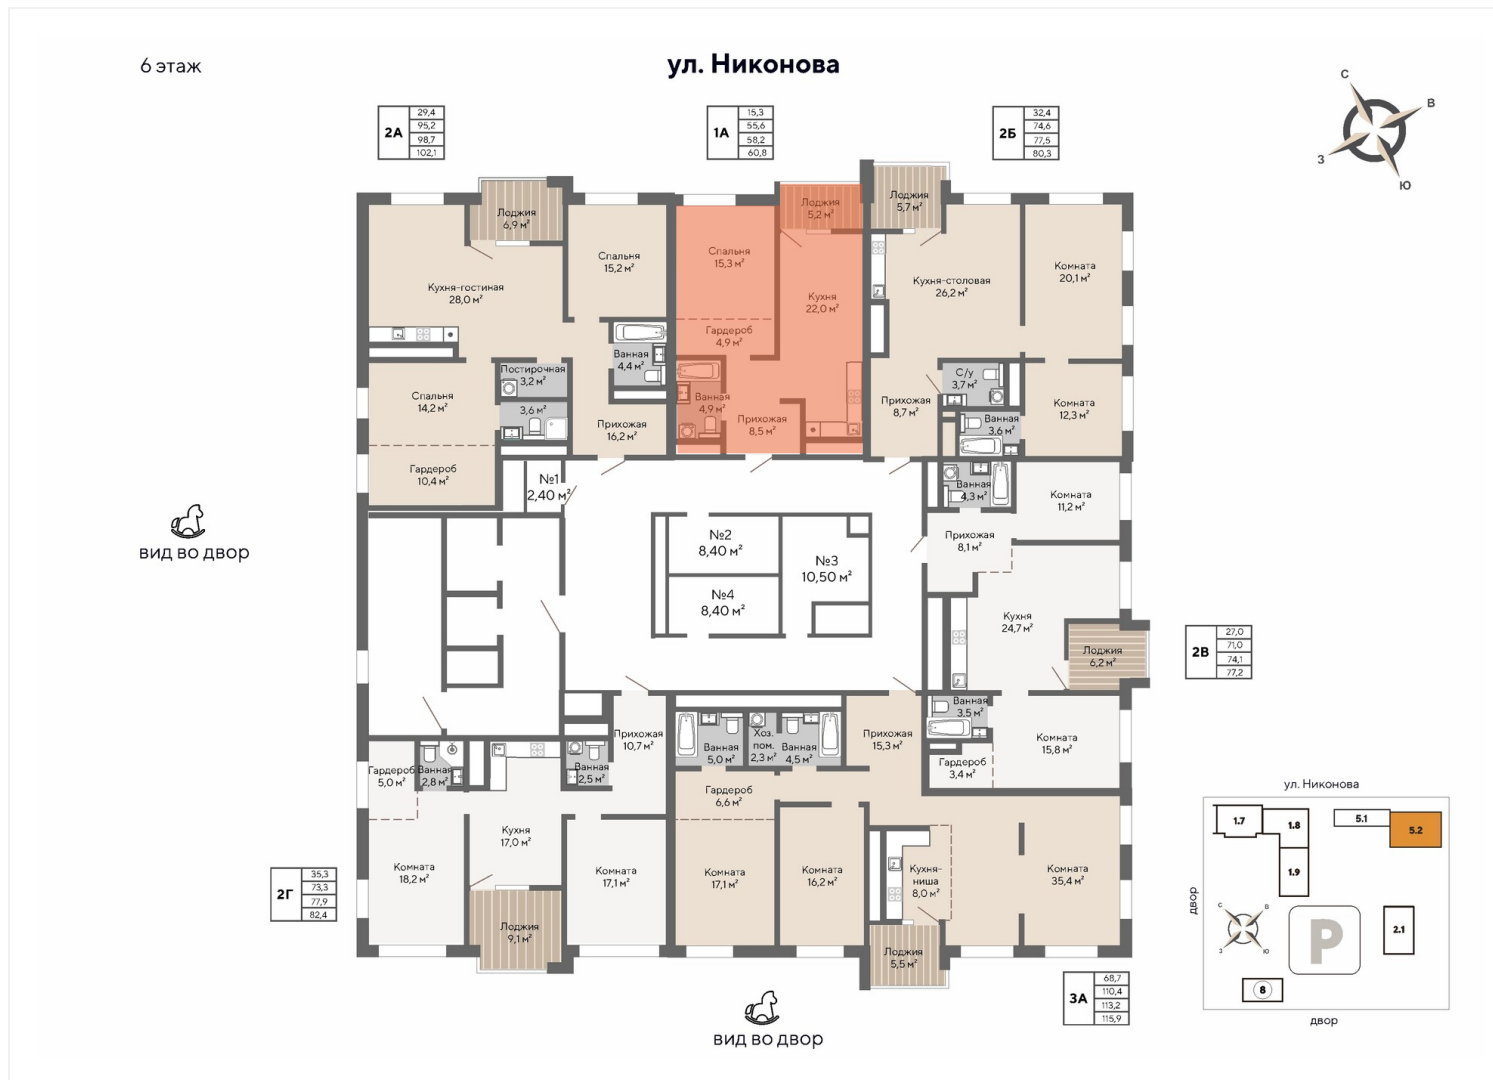 6 этаж
ул. Никонова
2А
29,4
95,2
98,7
102,1
1А
15,3
55,6
58,2
60,8
2Б
32,4
74,6
77,5
80,3
С
В
З
Ю
Лоджия
6,9 м²
Спальня
15,2 м²
Кухня-гостиная
28,0 м²
Ванная
4,4 м²
Постирочная
3,2 м²
3,6 м²
Спальня
14,2 м²
Прихожая
16,2 м²
Гардероб
10,4 м²
Лоджия
5,2 м²
Спальня
15,3 м²
Кухня
22,0 м²
Гардероб
4,9 м²
Ванная
4,9 м²
Прихожая
8,5 м²
Лоджия
5,7 м²
Кухня-столовая
26,2 м²
Комната
20,1 м²
С/у
3,7 м²
Прихожая
8,7 м²
Ванная
3,6 м²
Комната
12,3 м²
№1
2,40 м²
№2
8,40 м²
№3
10,50 м²
№4
8,40 м²
Ванная
4,3 м²
Комната
11,2 м²
Прихожая
8,1 м²
Кухня
24,7 м²
Лоджия
6,2 м²
Ванная
3,5 м²
Комната
15,8 м²
Гардероб
3,4 м²
2В
27,0
71,0
74,1
77,2
вид во двор
Гардероб
5,0 м²
Ванная
2,8 м²
Ванная
2,5 м²
Прихожая
10,7 м²
Кухня
17,0 м²
Комната
18,2 м²
Комната
17,1 м²
Лоджия
9,1 м²
2Г
35,3
73,3
77,9
82,4
Ванная
5,0 м²
Хоз.
пом.
2,3 м²
Ванная
4,5 м²
Прихожая
15,3 м²
Гардероб
6,6 м²
Комната
17,1 м²
Комната
16,2 м²
Кухня-
ниша
8,0 м²
Комната
35,4 м²
Лоджия
5,5 м²
3А
68,7
110,4
113,2
115,9
вид во двор
ул. Никонова
1.7
1.8
1.9
5.1
5.2
двор
С
В
З
Ю
P
2.1
8
двор